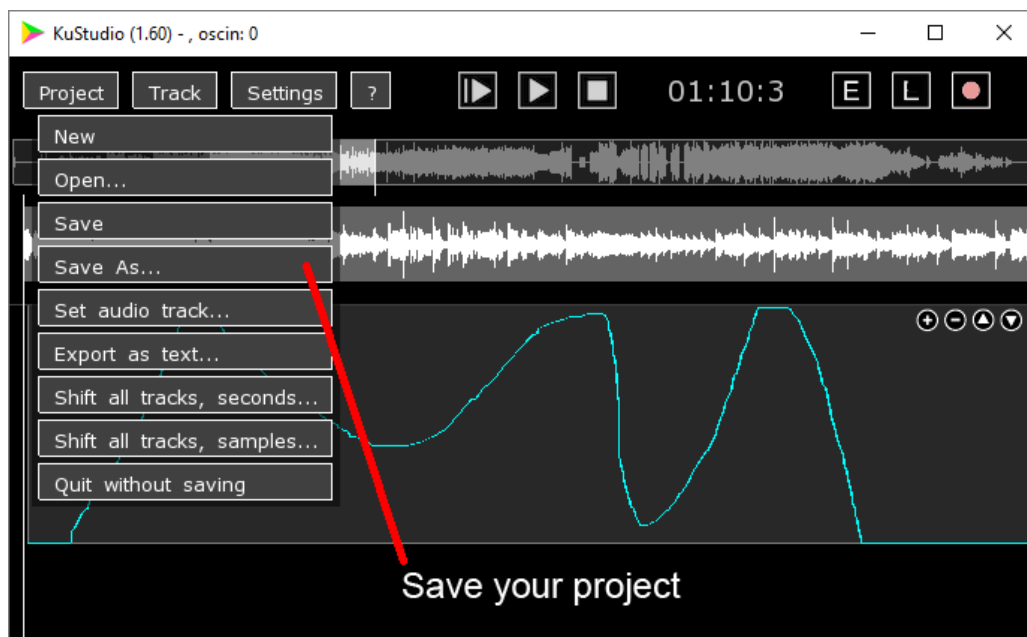 KuStudio (1.60) - , oscin: 0
Project Track Settings ? 01:10:3 E L
New
Open...
Save
Save As...
Set audio track...
Export as text...
Shift all tracks, seconds...
Shift all tracks, samples...
Quit without saving
Save your project